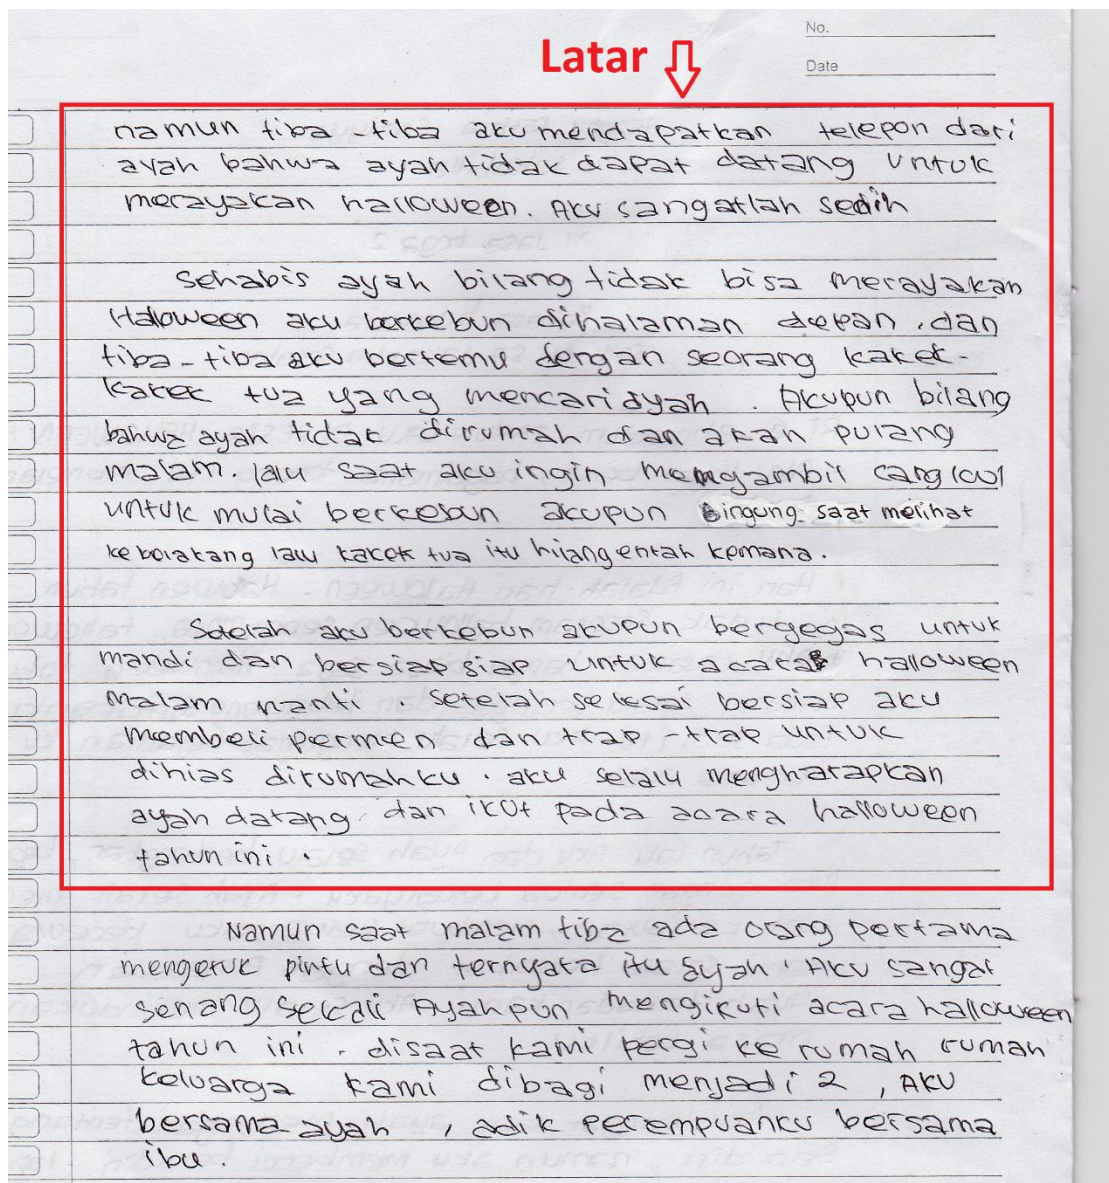 No.
Latar
Date
namun tiba tiba aku mendapatkan telepon dari
ayah bahwa ayah tidak dapat datang untuk
merayakan halloween. Aku sangatlah sedih
Sehabis ayah bilang tidak bisa merayakan
Haloween aku berkebun dihalaman depan, dan
tiba-tiba aku bertemu dengan seorang kakek-
kakek tua yang mencari ayah. Akupun bilang
bahwa ayah tidak dirumah dan akan pulang
malam. lalu saat aku ingin mengambil cangkul
untuk mulai berkebun akupun bingung saat melihat
kebelakang lalu kakek tua itu hilang entah kemana.
Setelah aku berkebun akupun bergegas untuk
mandi dan bersiap siap untuk acara halloween
malam nanti. setelah selesai bersiap aku
membeli permen dan trap-trap untuk
dihias dirumahku. aku selalu mengharapkan
ayah datang dan ikut pada acara halloween
tahun ini.
Namun saat malam tiba ada orang pertama
mengetuk pintu dan ternyata itu ayah Aku sangat
senang sekali Ayahpun mengikuti acara halloween
tahun ini. disaat kami pergi ke rumah rumah
keluarga kami dibagi menjadi 2, Aku
bersama ayah, adik perempuanku bersama
ibu.